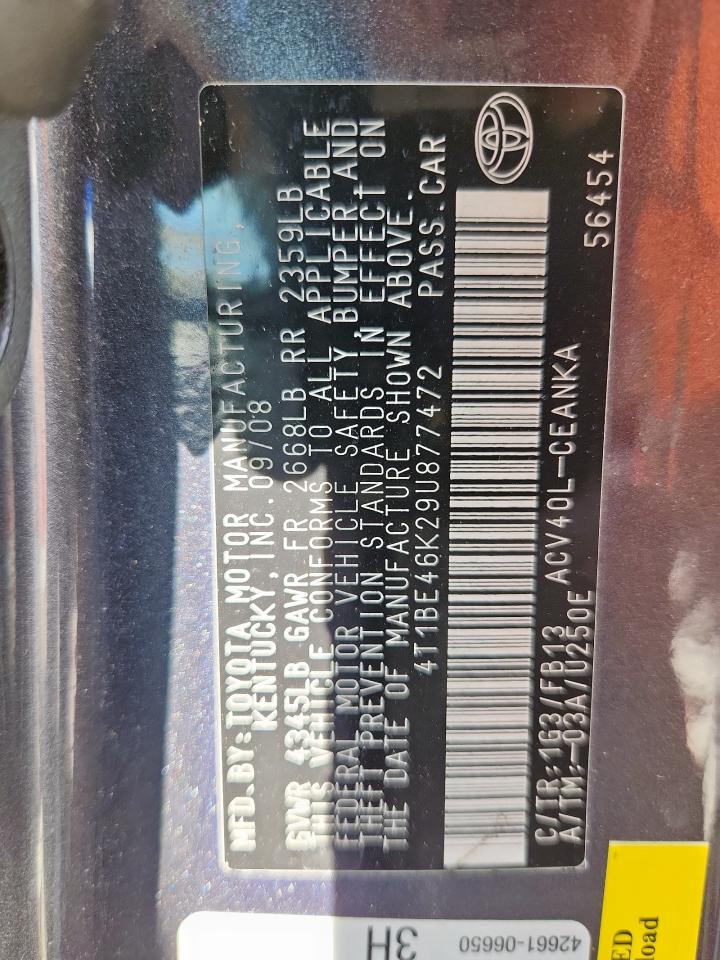 MFD.BY:TOYOTA MOTOR MANUFACTURING,
KENTUCKY, INC. 09/08
GVWR 4345LB GAWR FR 2668LB RR 2359LB
THIS VEHICLE CONFORMS TO ALL APPLICABLE
FEDERAL MOTOR VEHICLE SAFETY, BUMPER AND
THEFT PREVENTION STANDARDS IN EFFECT ON
THE DATE OF MANUFACTURE SHOWN ABOVE.
4T1BE46K29U877472 PASS.CAR
C/TR:1G3/FB13 ACV40L-CEANKA 56454
A/TM:-03A/U250E
3H
42661-06650
ED
load